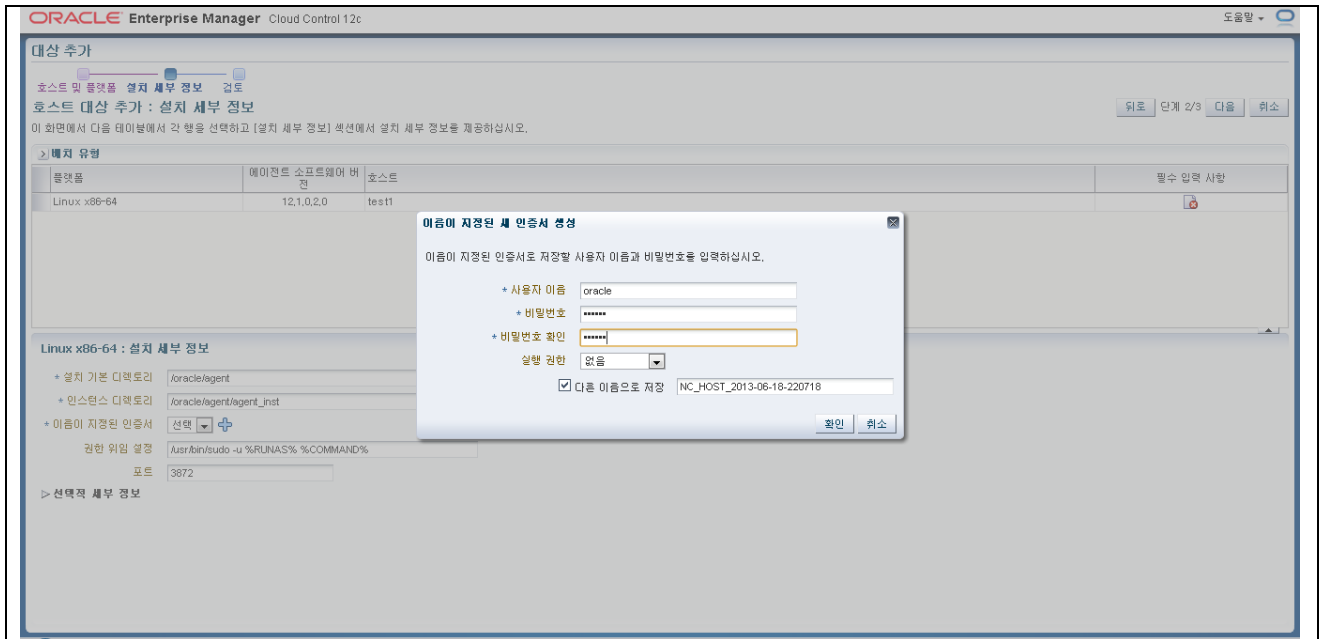 ORACLE Enterprise Manager Cloud Control 12c
도움말
대상 추가
호스트 및 플랫폼 설치 세부 정보 검토
호스트 대상 추가 : 설치 세부 정보
뒤로 단계 2/3 다음 취소
이 화면에서 다음 테이블에서 각 행을 선택하고 [설치 세부 정보] 섹션에서 설치 세부 정보를 제공하십시오.
배치 유형
플랫폼 에이전트 소프트웨어 버전 호스트 필수 입력 사항
Linux x86-64 12.1.0.2.0 test1
이름이 지정된 새 인증서 생성
이름이 지정된 인증서로 저장할 사용자 이름과 비밀번호를 입력하십시오.
* 사용자 이름 oracle
* 비밀번호 ••••••
* 비밀번호 확인 ••••••
실행 권한 없음
다른 이름으로 저장 NC_HOST_2013-06-18-220718
확인 취소
Linux x86-64 : 설치 세부 정보
* 설치 기본 디렉토리 /oracle/agent
* 인스턴스 디렉토리 /oracle/agent/agent_inst
* 이름이 지정된 인증서 선택
권한 위임 설정 /usr/bin/sudo -u %RUNAS% %COMMAND%
포트 3872
선택적 세부 정보